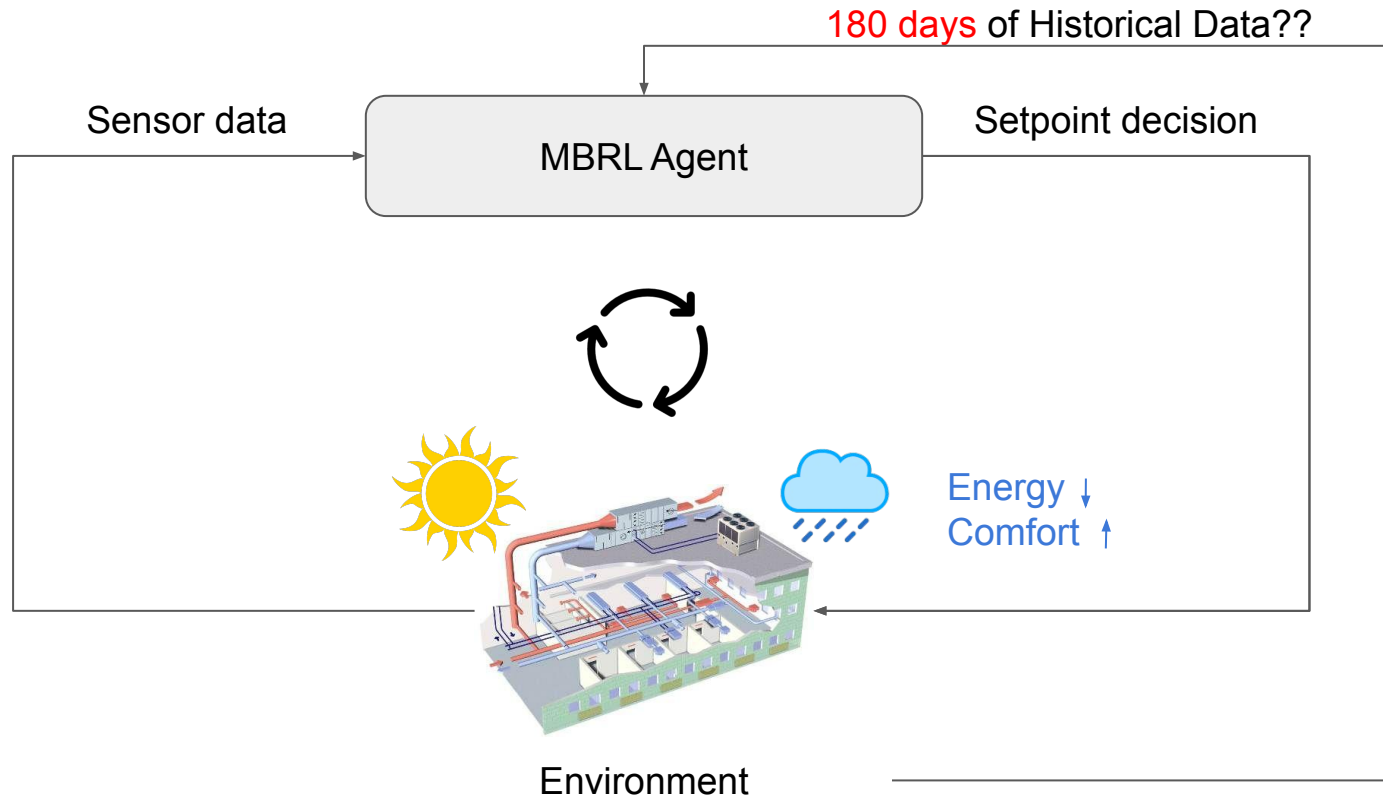 180 days of Historical Data??
Sensor data
MBRL Agent
Setpoint decision
Energy ↓
Comfort ↑
Environment